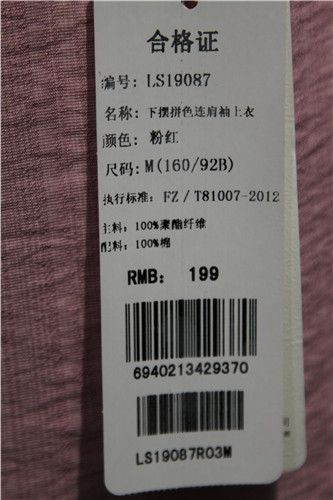 合格证
编号: LS19087
名称: 下摆拼色连肩袖上衣
颜色: 粉红
尺码: M(160/92B)
执行标准: FZ/T81007-2012
主料: 100%聚酯纤维
配料: 100%棉
RMB: 199
6940213429370
LS19087R03M